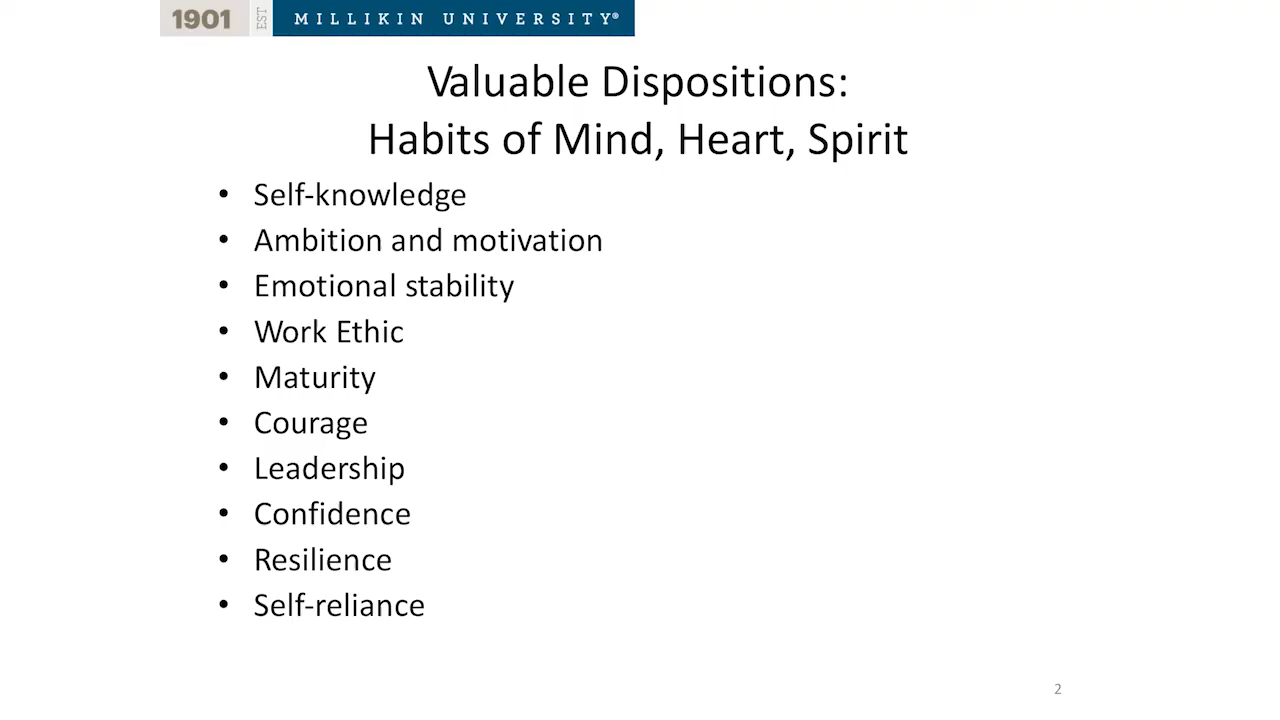 1901 EST MILLIKIN UNIVERSITY®
Valuable Dispositions:
Habits of Mind, Heart, Spirit
• Self-knowledge
• Ambition and motivation
• Emotional stability
• Work Ethic
• Maturity
• Courage
• Leadership
• Confidence
• Resilience
• Self-reliance
2